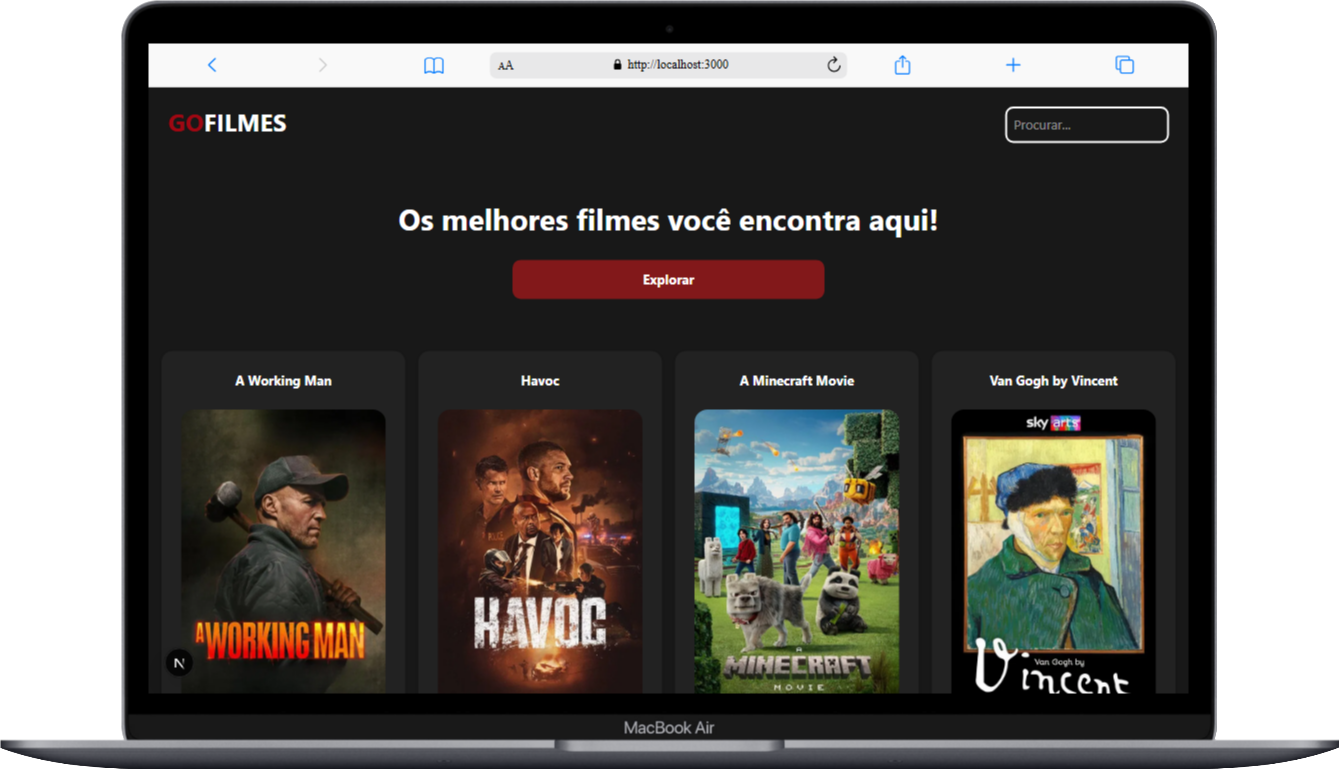 AA
http://localhost:3000
GOFILMES
Procurar...
Os melhores filmes você encontra aqui!
Explorar
A Working Man
Havoc
A Minecraft Movie
Van Gogh by Vincent
A WORKING MAN
HAVOC
A
MINECRAFT
MOVIE
sky arts
Van Gogh by
Vincent
N
MacBook Air